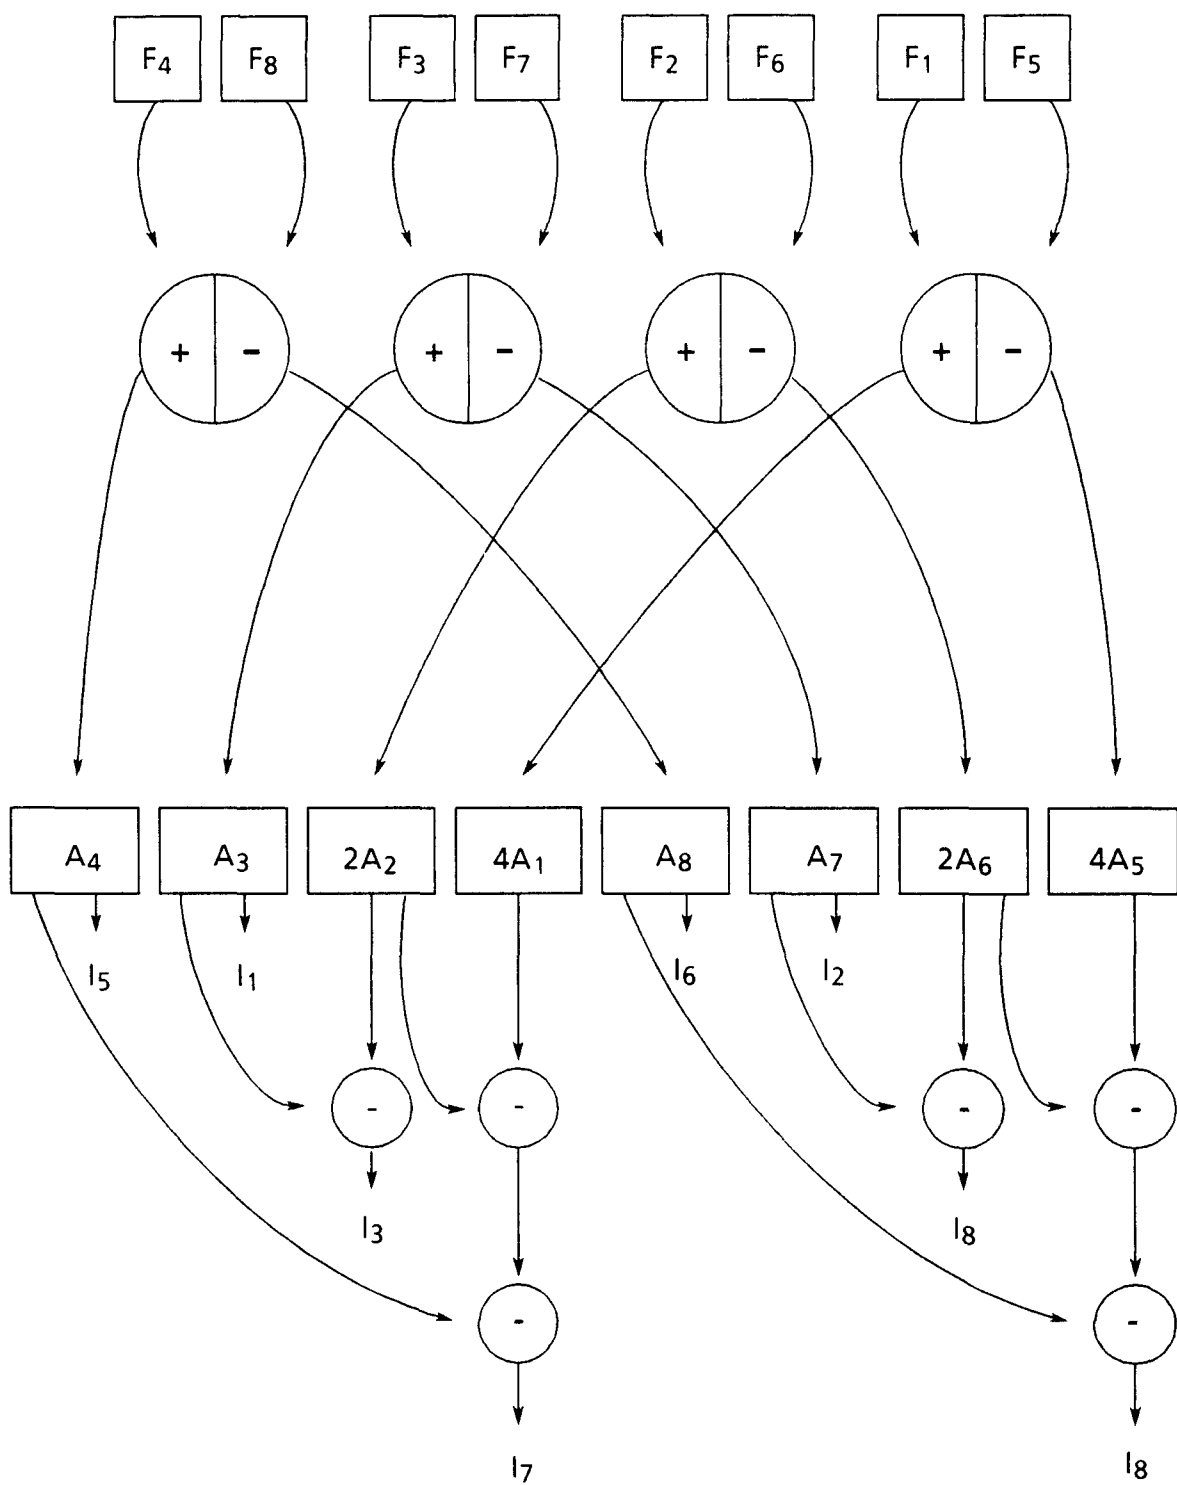 F4 F8 F3 F7 F2 F6 F1 F5
+ - + - + - + -
A4 A3 2A2 4A1 A8 A7 2A6 4A5
I5 I1 I6 I2
- - - -
I3 I8
- -
I7 I8